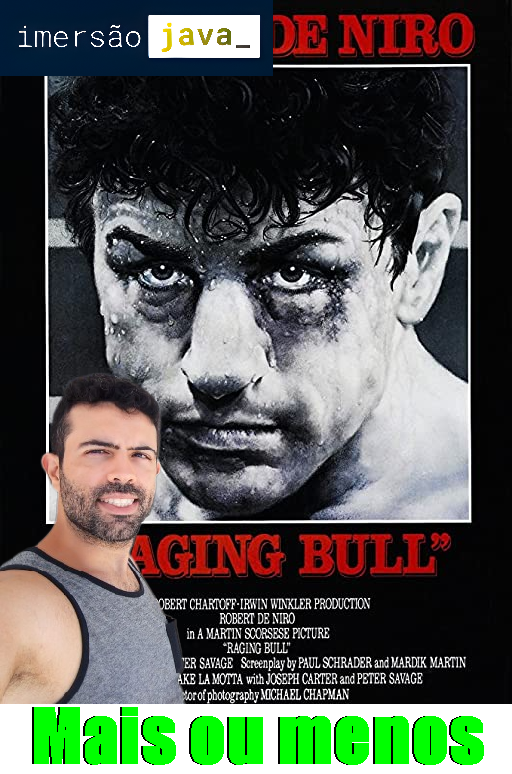 imersão java_
DE NIRO
AGING BULL”
OBERT CHARTOFF-IRWIN WINKLER PRODUCTION
ROBERT DE NIRO
in A MARTIN SCORSESE PICTURE
“RAGING BULL”
TER SAVAGE Screenplay by PAUL SCHRADER and MARDIK MARTIN
AKE LA MOTTA with JOSEPH CARTER and PETER SAVAGE
ctor of photography MICHAEL CHAPMAN
Mais ou menos